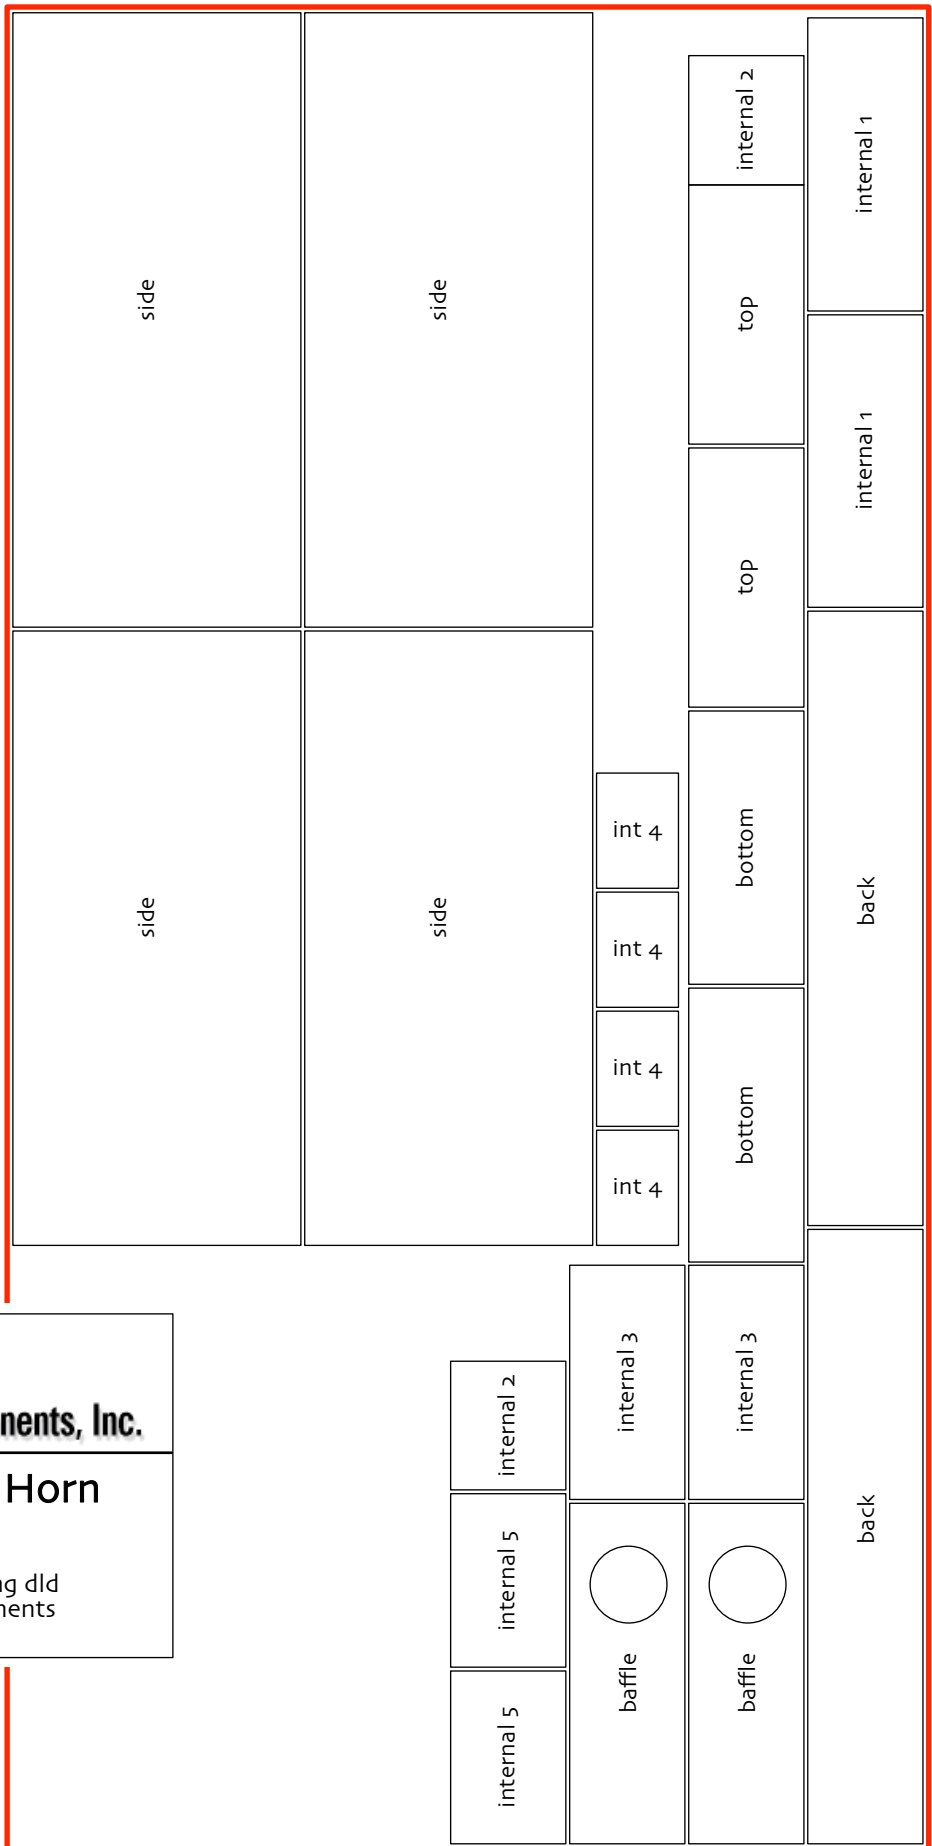 side
side
internal 2
internal 1
top
internal 1
top
int 4
bottom
side
side
back
int 4
int 4
bottom
int 4
internal 3
internal 3
internal 2
nents, Inc.
Horn
back
internal 5
g dld
nents
baffle
baffle
internal 5